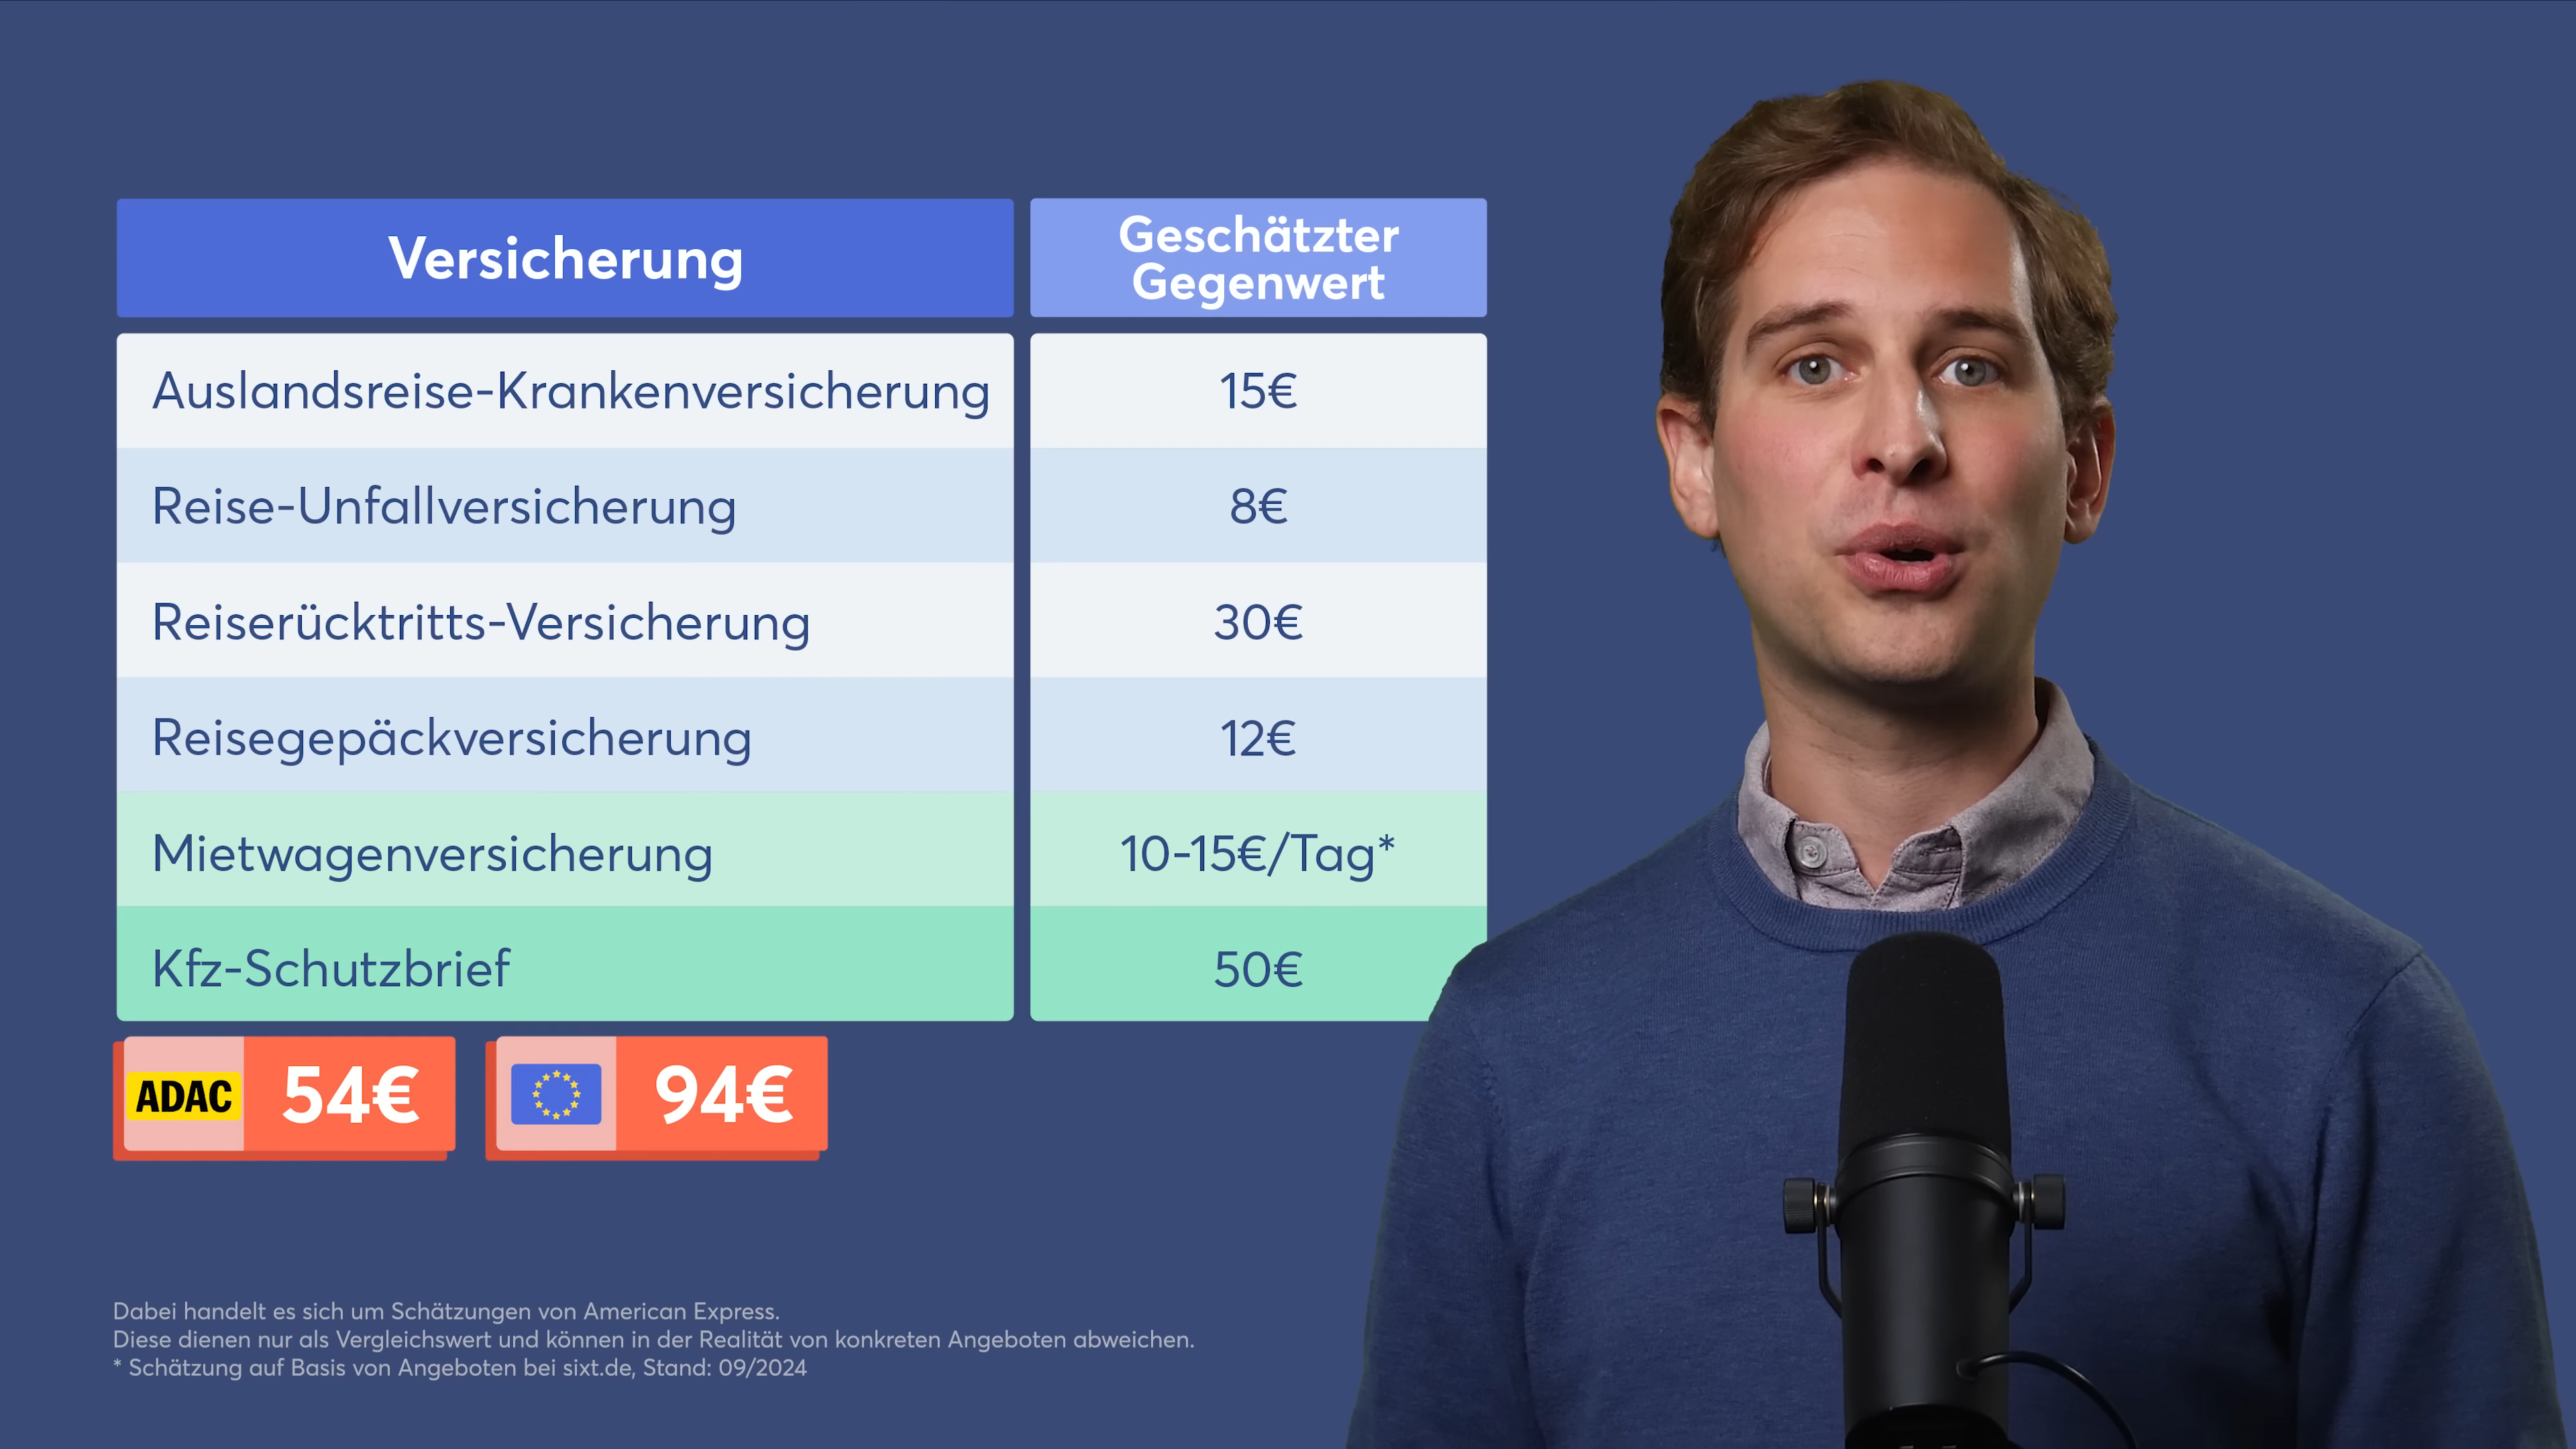 Versicherung
Geschätzter
Gegenwert
Auslandsreise-Krankenversicherung
15€
Reise-Unfallversicherung
8€
Reiserücktritts-Versicherung
30€
Reisegepäckversicherung
12€
Mietwagenversicherung
10-15€/Tag*
Kfz-Schutzbrief
50€
ADAC 54€
94€
Dabei handelt es sich um Schätzungen von American Express.
Diese dienen nur als Vergleichswert und können in der Realität von konkreten Angeboten abweichen.
* Schätzung auf Basis von Angeboten bei sixt.de, Stand: 09/2024